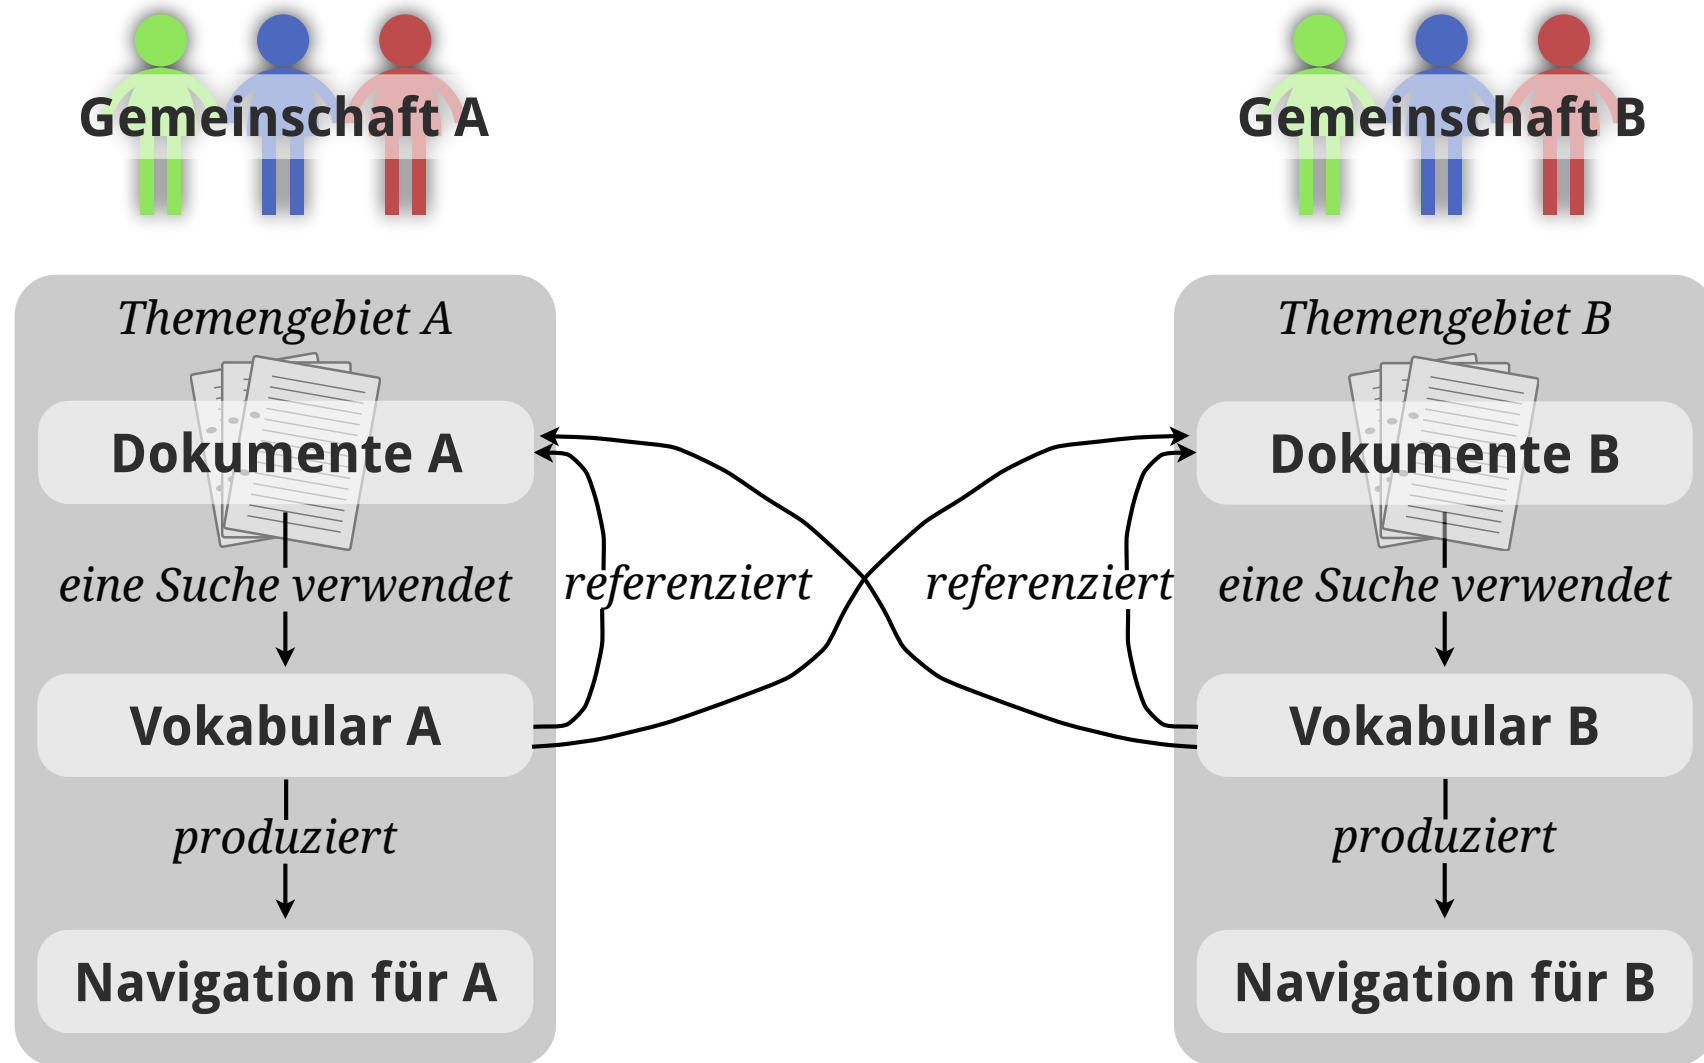 Gemeinschaft A
Themengebiet A
Dokumente A
eine Suche verwendet
Vokabular A
produziert
Navigation für A
referenziert
referenziert
Gemeinschaft B
Themengebiet B
Dokumente B
eine Suche verwendet
Vokabular B
produziert
Navigation für B